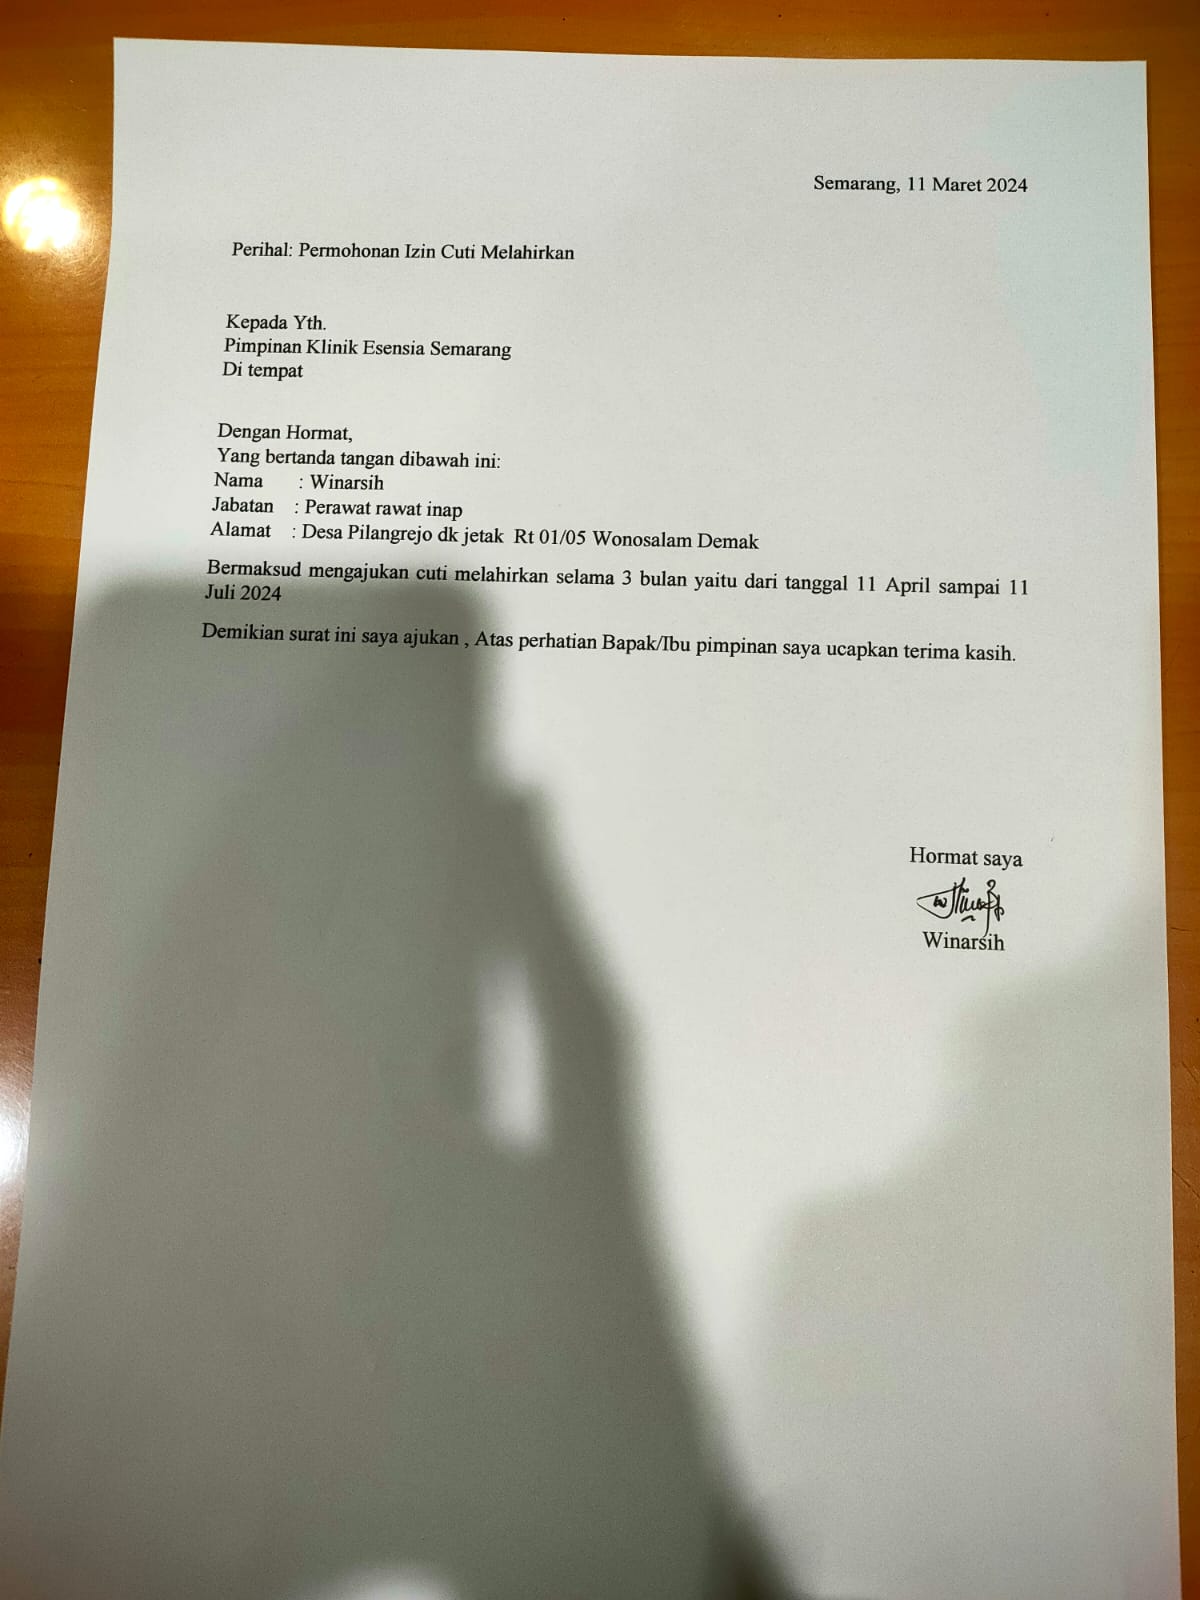 Semarang, 11 Maret 2024
Perihal: Permohonan Izin Cuti Melahirkan
Kepada Yth.
Pimpinan Klinik Esensia Semarang
Di tempat
Dengan Hormat,
Yang bertanda tangan dibawah ini:
Nama : Winarsih
Jabatan : Perawat rawat inap
Alamat : Desa Pilangrejo dk jetak Rt 01/05 Wonosalam Demak
Bermaksud mengajukan cuti melahirkan selama 3 bulan yaitu dari tanggal 11 April sampai 11
Juli 2024
Demikian surat ini saya ajukan , Atas perhatian Bapak/Ibu pimpinan saya ucapkan terima kasih.
Hormat saya
Winarsih